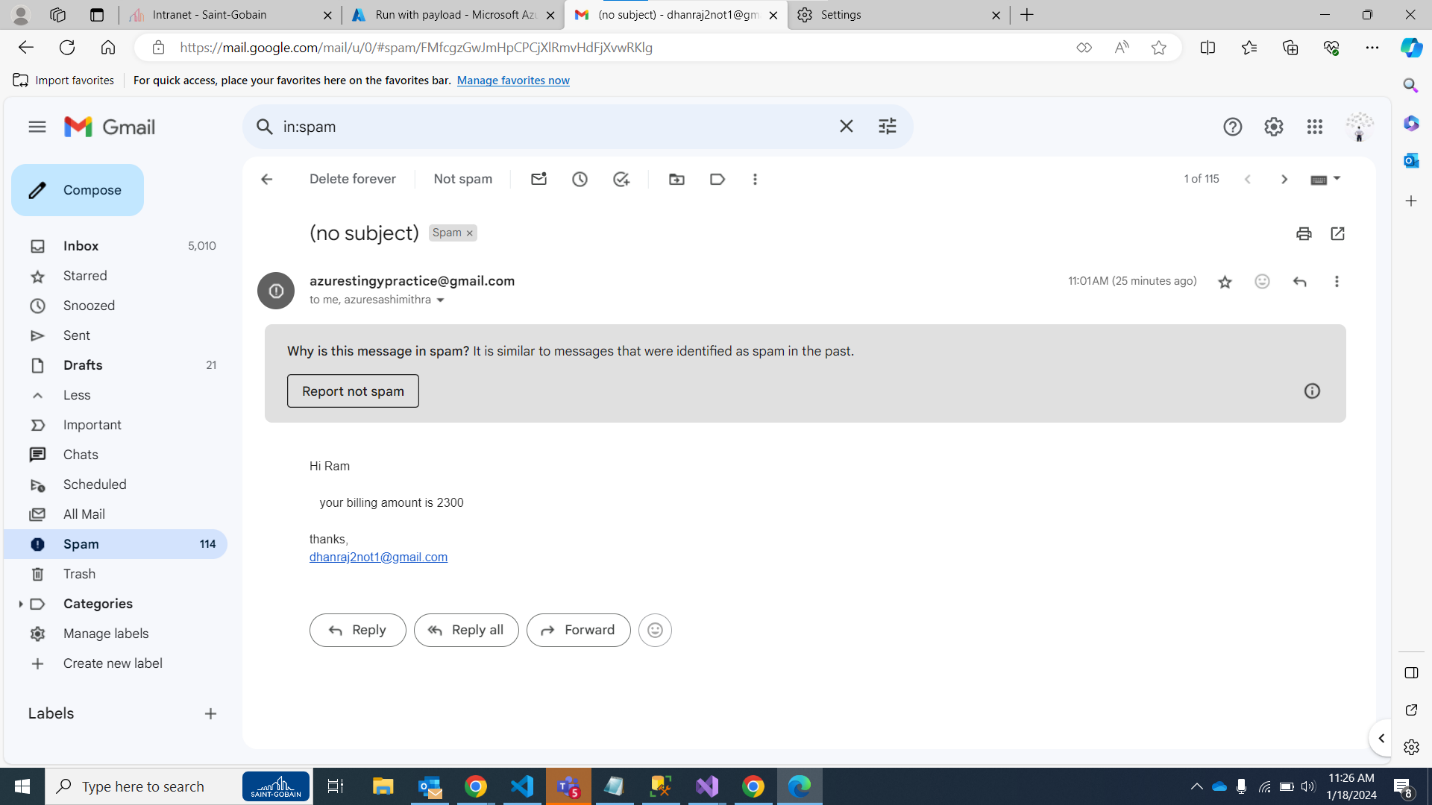 Intranet - Saint-Gobain
Run with payload - Microsoft Azu
(no subject) - dhanraj2not1@gm
Settings
https://mail.google.com/mail/u/0/#spam/FMfcgzGwJmHpCPCjXlRmvHdFjXvwRKlg
Import favorites
For quick access, place your favorites here on the favorites bar. Manage favorites now
Gmail
in:spam
Compose
Delete forever
Not spam
1 of 115
Inbox 5,010
Starred
Snoozed
Sent
Drafts 21
Less
Important
Chats
Scheduled
All Mail
Spam 114
Trash
Categories
Manage labels
Create new label
Labels
(no subject) Spam ×
azurestingypractice@gmail.com
11:01 AM (25 minutes ago)
to me, azuresashimithra
Why is this message in spam? It is similar to messages that were identified as spam in the past.
Report not spam
Hi Ram
your billing amount is 2300
thanks,
dhanraj2not1@gmail.com
Reply
Reply all
Forward
Type here to search
SAINT-GOBAIN
5
11:26 AM
1/18/2024
8